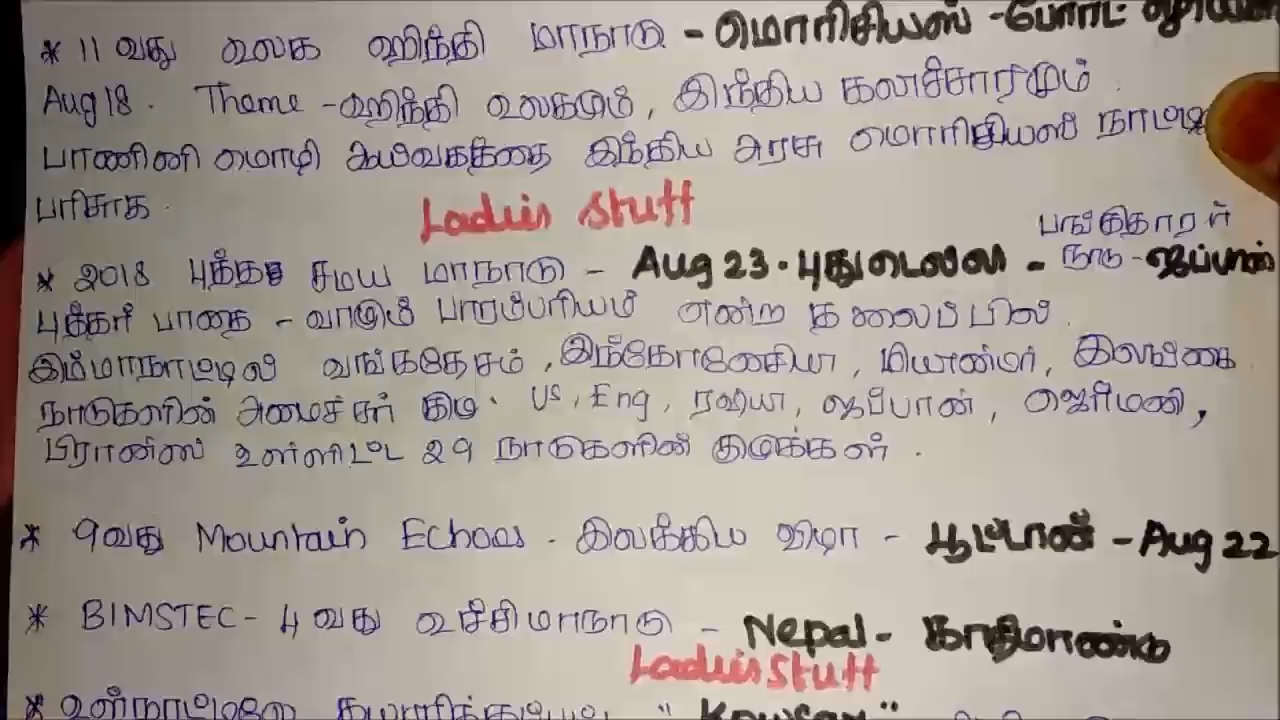 * 11 வது உலக ஹிந்தி மாநாடு - மொரிசியஸ் - போர்ட்
Aug 18. Theme - ஹிந்தி உலகமும், இந்திய கலாச்சாரமும்.
பாணினி மொழி ஆய்வகத்தை இந்திய அரசு மொரிசியஸ்
பரிசாக.
Ladies Stuff
பங்குதாரர்
* 2018 புத்த சமய மாநாடு - Aug 23. புதுடெல்லி - நாடு - ஜப்பான்
புத்தர் பாதை - வாழும் பாரம்பரியம் என்ற தலைப்பில்.
இம்மாநாட்டில் வங்கதேசம், இந்தோனேசியா, மியான்மர், இலங்கை
நாடுகளின் அமைச்சர் குழு. US, Eng, ரஷ்யா, ஜப்பான், ஜெர்மணி,
பிரான்ஸ் உள்ளிட்ட 29 நாடுகளின் குழுக்கள்.
* 9வது Mountain Echoes. இலக்கிய விழா - பூட்டான் - Aug 22
* BIMSTEC - 4 வது உச்சிமாநாடு - Nepal - காத்மாண்டு
Ladies Stuff
* உள்நாட்டிலே